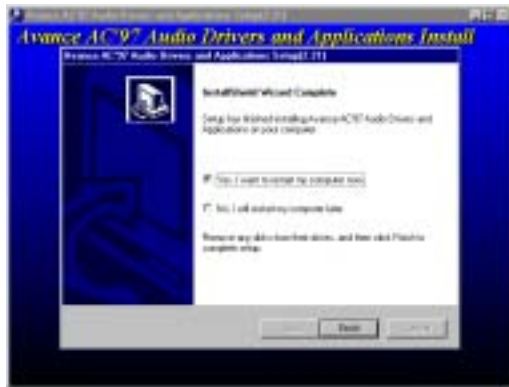 Avance AC'97 Audio Drivers and Applications Install
Avance AC'97 Audio Drivers and Applications Setup
InstallShield Wizard Complete
Setup has finished installing Avance AC'97 Audio Drivers and
Applications on your computer.
Yes, I want to restart my computer now.
No, I will restart my computer later.
Remove any disks from their drives, and then click Finish to
complete setup.
Finish